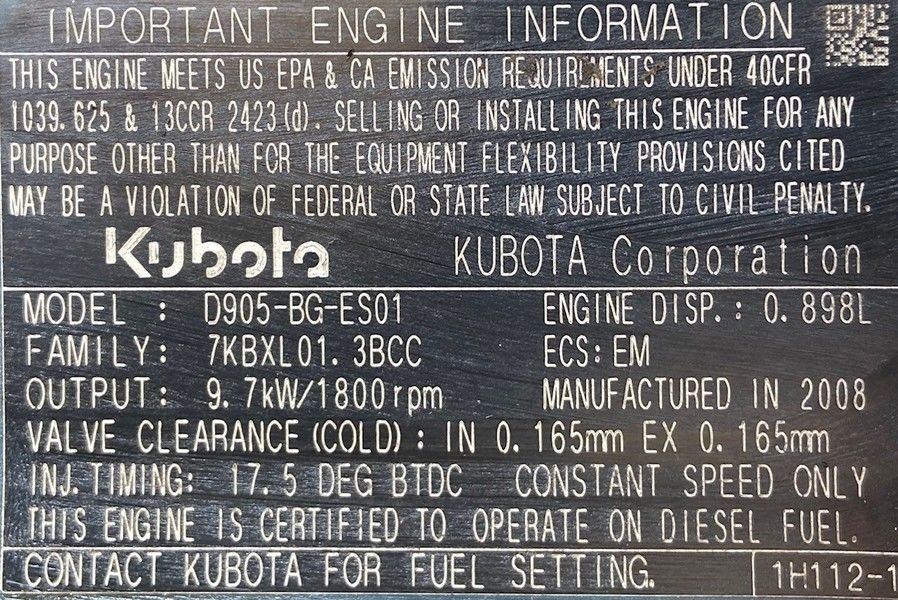 IMPORTANT ENGINE INFORMATION
THIS ENGINE MEETS US EPA & CA EMISSION REQUIREMENTS UNDER 40CFR
1039.625 & 13CCR 2423(d). SELLING OR INSTALLING THIS ENGINE FOR ANY
PURPOSE OTHER THAN FOR THE EQUIPMENT FLEXIBILITY PROVISIONS CITED
MAY BE A VIOLATION OF FEDERAL OR STATE LAW SUBJECT TO CIVIL PENALTY.
Kubota KUBOTA Corporation
MODEL : D905-BG-ES01 ENGINE DISP.: 0.898L
FAMILY: 7KBXL01.3BCC ECS: EM
OUTPUT: 9.7kW/1800rpm MANUFACTURED IN 2008
VALVE CLEARANCE (COLD) : IN 0.165mm EX 0.165mm
INJ. TIMING: 17.5 DEG BTDC CONSTANT SPEED ONLY
THIS ENGINE IS CERTIFIED TO OPERATE ON DIESEL FUEL.
CONTACT KUBOTA FOR FUEL SETTING. 1H112-1